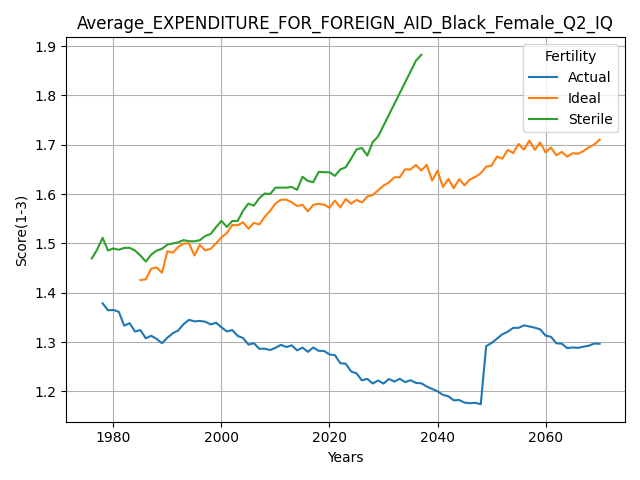 Average_EXPENDITURE_FOR_FOREIGN_AID_Black_Female_Q2_IQ
Fertility
Actual
Ideal
Sterile
Score(1-3)
1.9
1.8
1.7
1.6
1.5
1.4
1.3
1.2
1980
2000
2020
2040
2060
Years